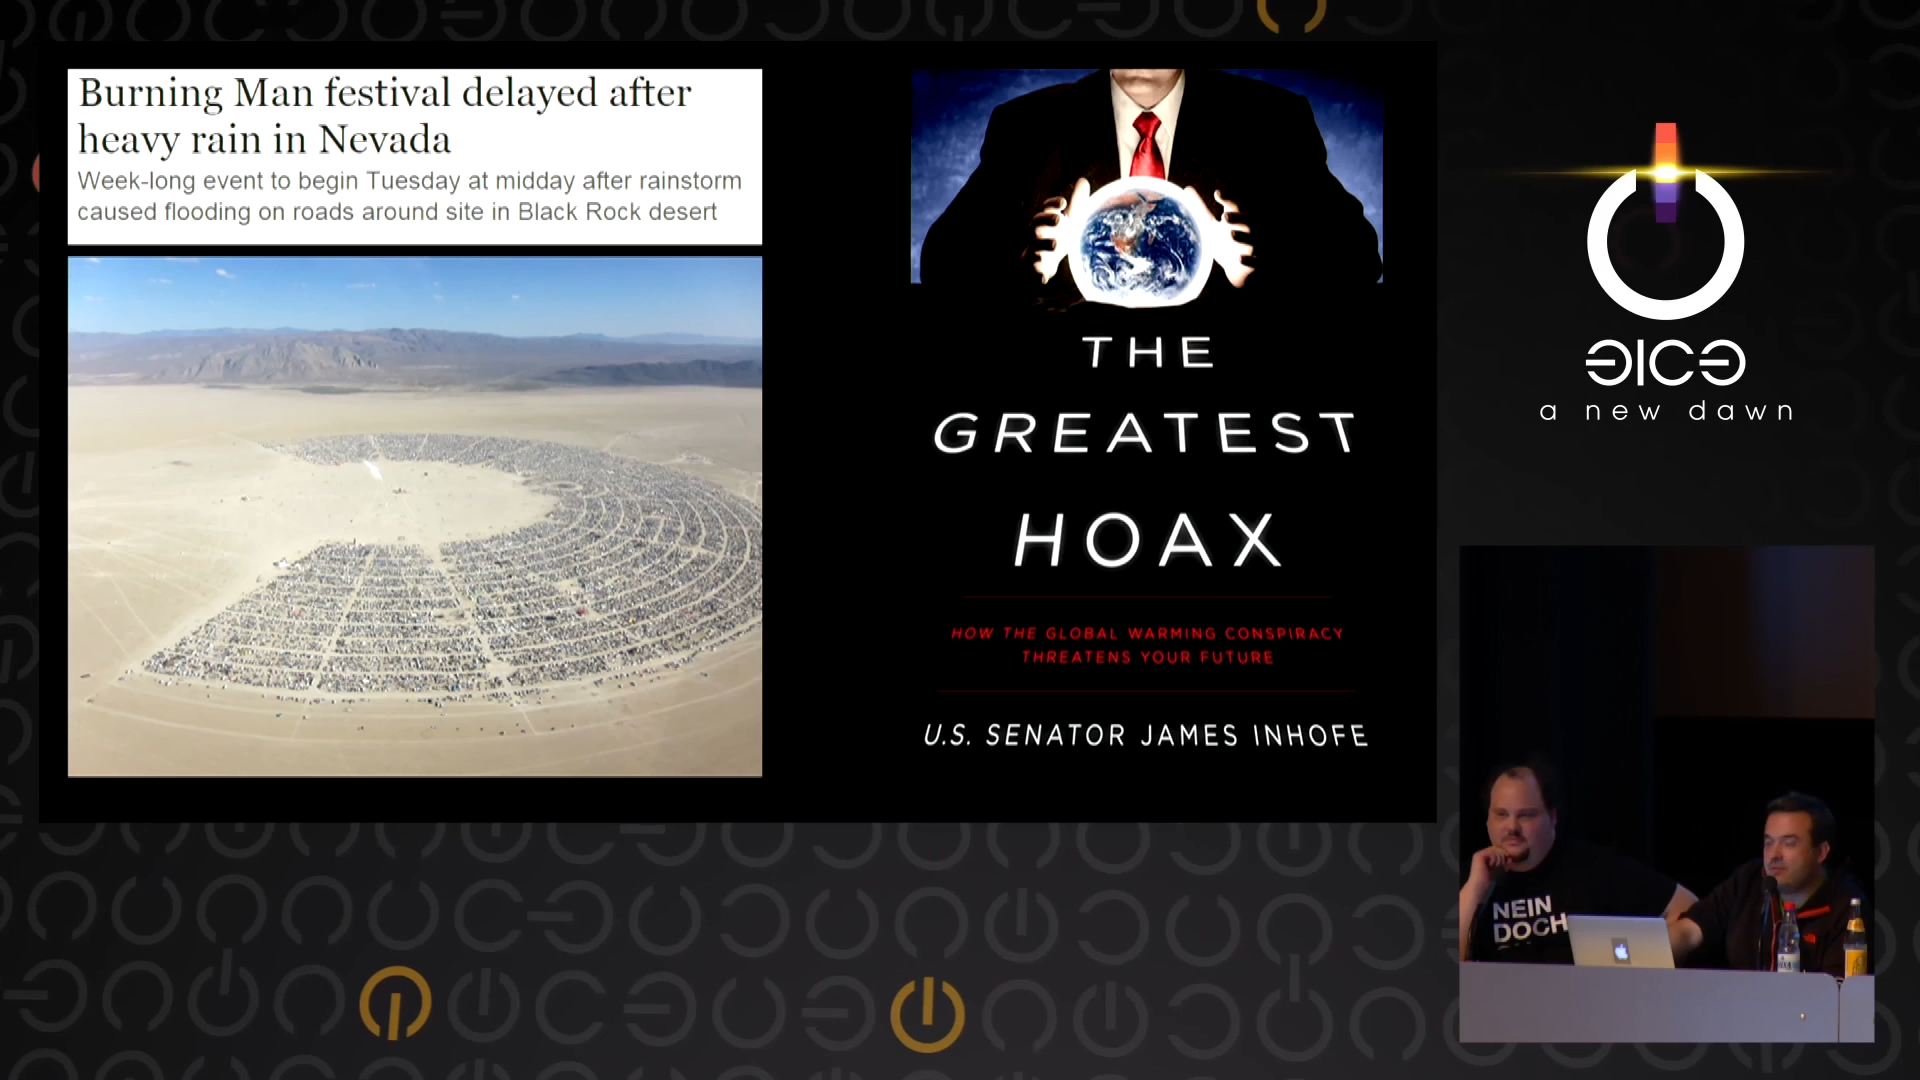 Burning Man festival delayed after
heavy rain in Nevada
Week-long event to begin Tuesday at midday after rainstorm
caused flooding on roads around site in Black Rock desert
THE
GREATEST
HOAX
HOW THE GLOBAL WARMING CONSPIRACY
THREATENS YOUR FUTURE
U.S. SENATOR JAMES INHOFE
a new dawn
NEIN
DOCH